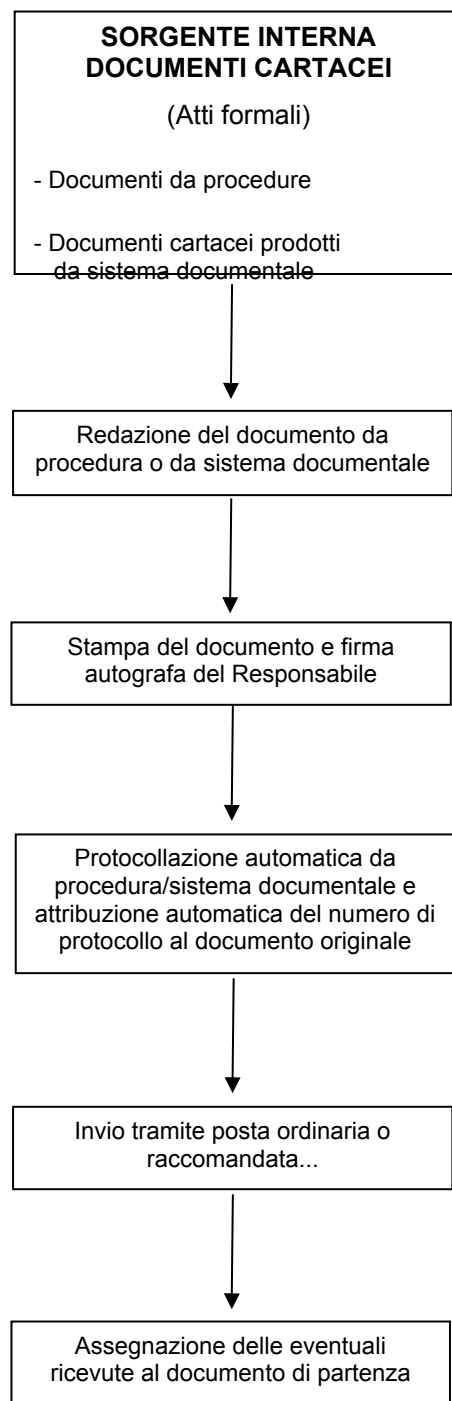 SORGENTE INTERNA
DOCUMENTI CARTACEI
(Atti formali)
- Documenti da procedure
- Documenti cartacei prodotti
da sistema documentale
Redazione del documento da
procedura o da sistema documentale
Stampa del documento e firma
autografa del Responsabile
Protocollazione automatica da
procedura/sistema documentale e
attribuzione automatica del numero di
protocollo al documento originale
Invio tramite posta ordinaria o
raccomandata...
Assegnazione delle eventuali
ricevute al documento di partenza